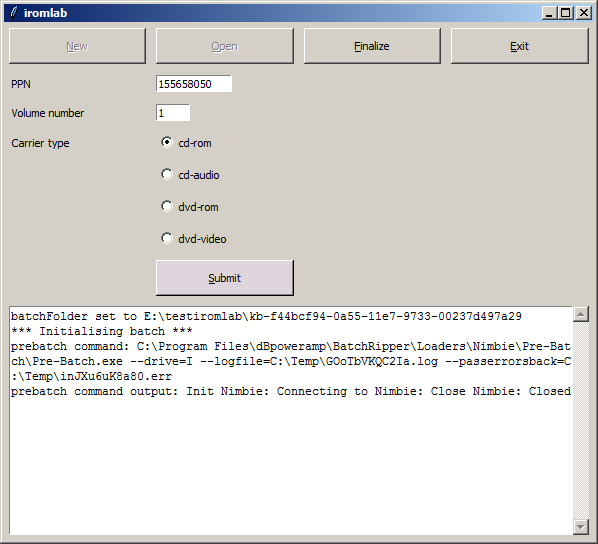 iromlab
New Open Finalize Exit
PPN 155658050
Volume number 1
Carrier type cd-rom
cd-audio
dvd-rom
dvd-video
Submit
batchFolder set to E:\testiromlab\kb-f44bcf94-0a55-11e7-9733-00237d497a29
*** Initialising batch ***
prebatch command: C:\Program Files\dBpoweramp\BatchRipper\Loaders\Nimbie\Pre-Bat
ch\Pre-Batch.exe --drive=I --logfile=C:\Temp\GOoTbVKQC2Ia.log --passerrorsback=C
:\Temp\inJXu6uK8a80.err
prebatch command output: Init Nimbie: Connecting to Nimbie: Close Nimbie: Closed